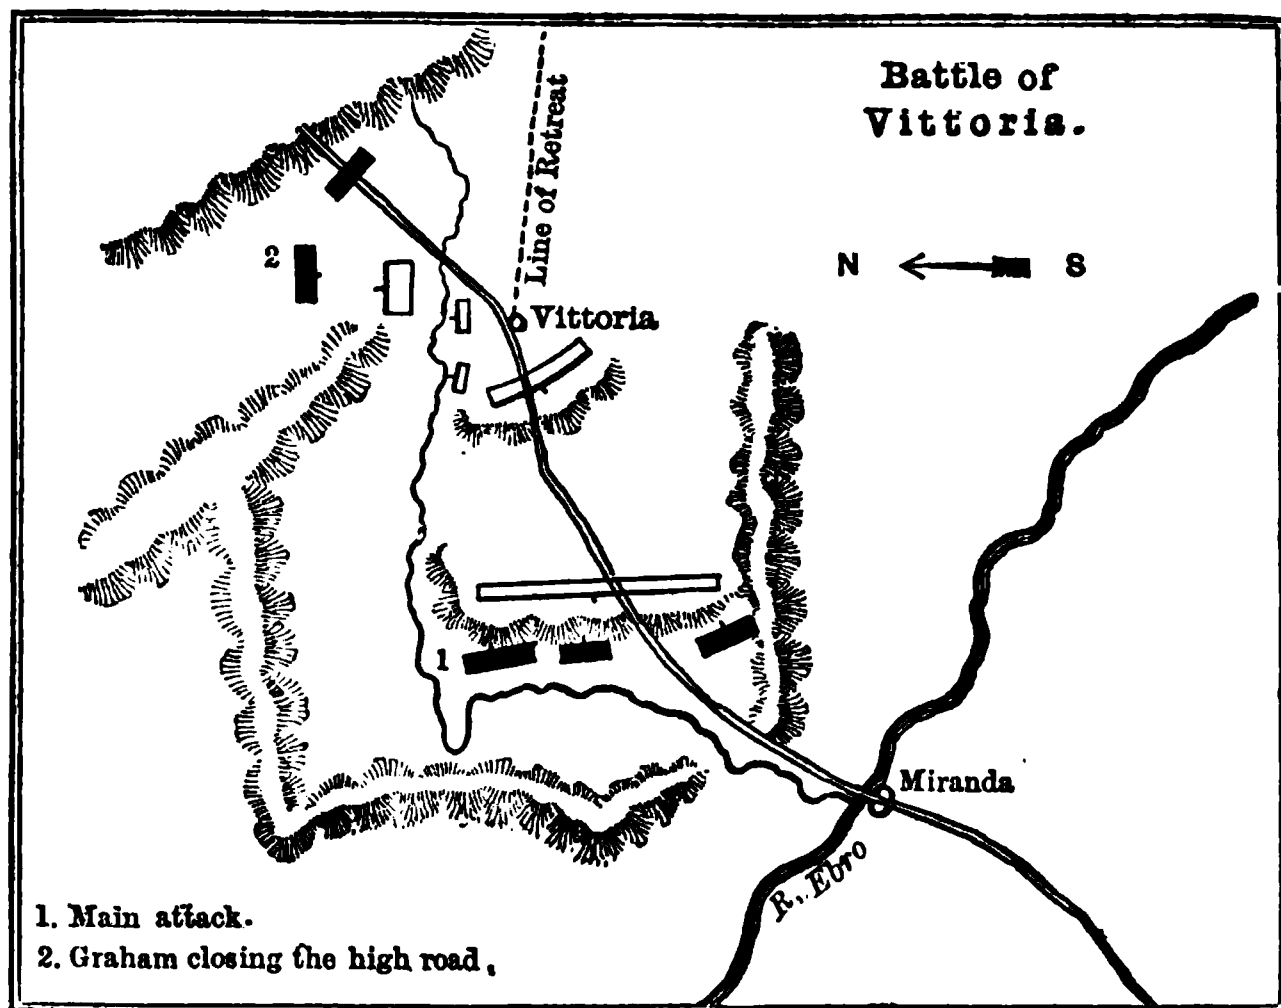 Battle of
Vittoria.
Line of Retreat
N S
2
Vittoria
1
Miranda
R. Ebro
1. Main attack.
2. Graham closing the high road.